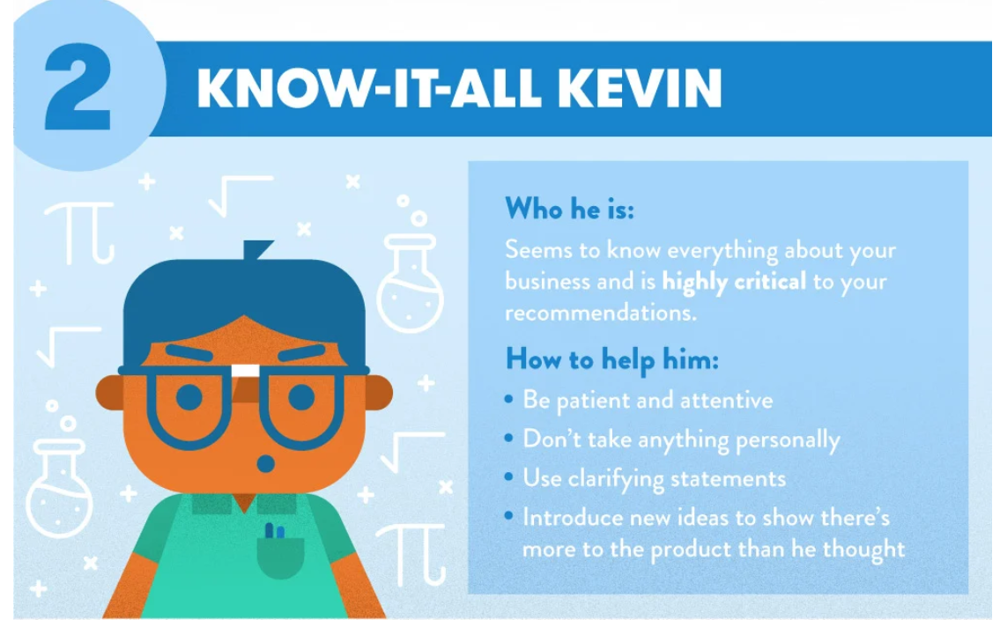 2
KNOW-IT-ALL KEVIN
Who he is:
Seems to know everything about your
business and is highly critical to your
recommendations.
How to help him:
• Be patient and attentive
• Don't take anything personally
• Use clarifying statements
• Introduce new ideas to show there's
more to the product than he thought